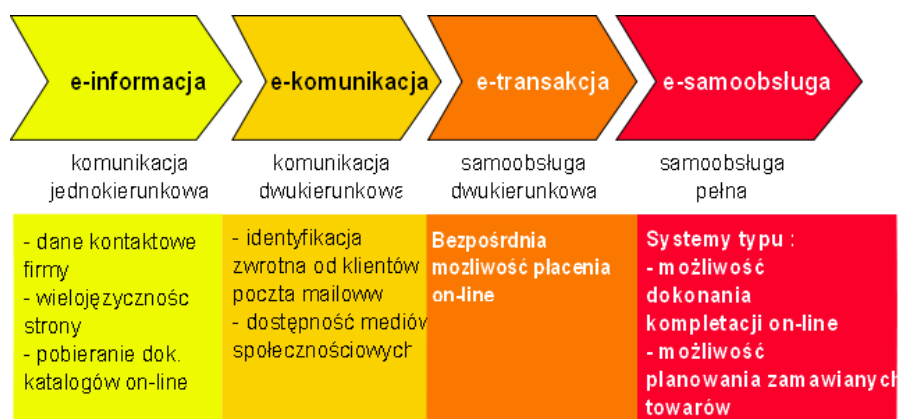 e-informacja
e-komunikacja
e-transakcja
e-samoobsługa
komunikacja
jednokierunkowa
komunikacja
dwukierunkowa
samoobsługa
dwukierunkowa
samoobsługa
pełna
- dane kontaktowe
firmy
- wielojęzycznośc
strony
- pobieranie dok.
katalogów on-line
- identyfikacja
zwrotna od klientów
poczta mailoww
- dostępność mediów
społecznościowych
Bezpośrdnia
mozliwość płacenia
on-line
Systemy typu :
- możliwość
dokonania
kompletacji on-line
- możliwość
planowania zamawianych
towarów